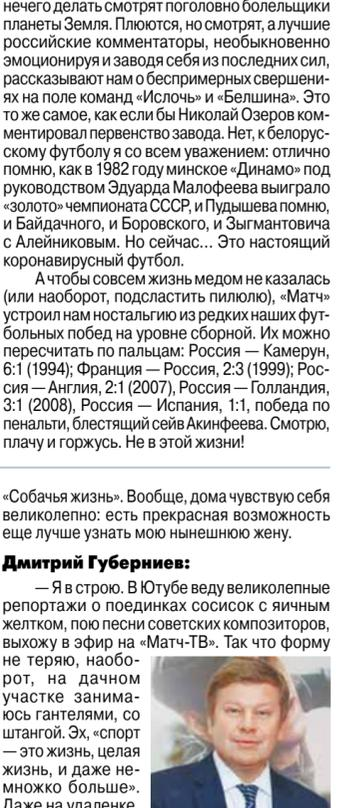 нечего делать смотрят поголовно болельщики
планеты Земля. Плюются, но смотрят, а лучшие
российские комментаторы, необыкновенно
эмоционируя и заводя себя из последних сил,
рассказывают нам о беспримерных свершени-
ях на поле команд «Ислочь» и «Белшина». Это
то же самое, как если бы Николай Озеров ком-
ментировал первенство завода. Нет, к белорус-
скому футболу я со всем уважением: отлично
помню, как в 1982 году минское «Динамо» под
руководством Эдуарда Малофеева выиграло
«золото» чемпионата СССР, и Пудышева помню,
и Байдачного, и Боровского, и Зыгмантовича
с Алейниковым. Но сейчас... Это настоящий
коронавирусный футбол.
А чтобы совсем жизнь медом не казалась
(или наоборот, подсластить пилюлю), «Матч»
устроил нам ностальгию из редких наших фут-
больных побед на уровне сборной. Их можно
пересчитать по пальцам: Россия — Камерун,
6:1 (1994); Франция — Россия, 2:3 (1999); Рос-
сия — Англия, 2:1 (2007), Россия — Голландия,
3:1 (2008), Россия — Испания, 1:1, победа по
пенальти, блестящий сейв Акинфеева. Смотрю,
плачу и горжусь. Не в этой жизни!
«Собачья жизнь». Вообще, дома чувствую себя
великолепно: есть прекрасная возможность
еще лучше узнать мою нынешнюю жену.
Дмитрий Губерниев:
— Я в строю. В Ютубе веду великолепные
репортажи о поединках сосисок с яичным
желтком, пою песни советских композиторов,
выхожу в эфир на «Матч-ТВ». Так что форму
не теряю, наобо-
рот, на дачном
участке занима-
юсь гантелями, со
штангой. Эх, «спорт
— это жизнь, целая
жизнь, и даже не-
множко больше».
Даже на удаленке.